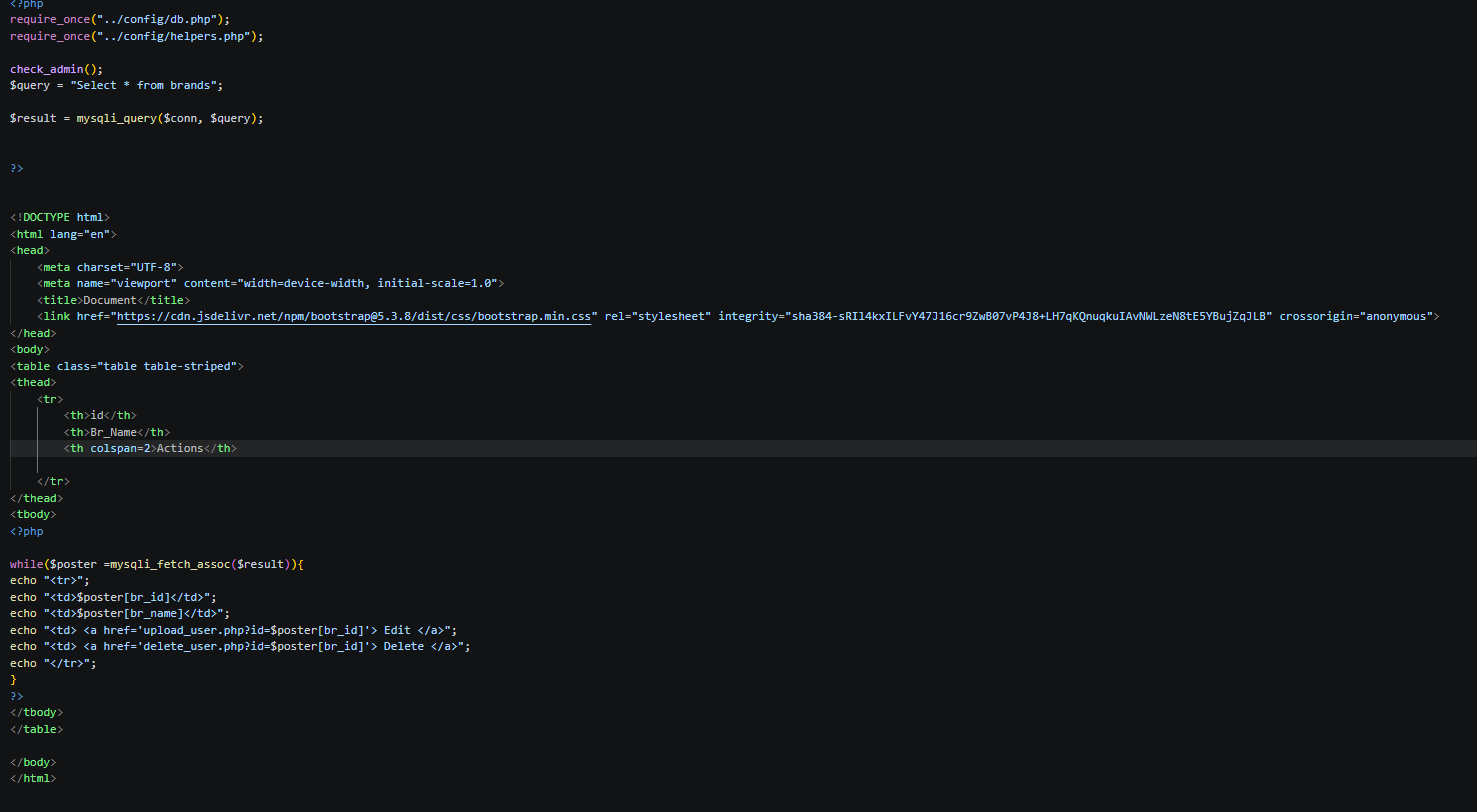 <?php
require_once("../config/db.php");
require_once("../config/helpers.php");
check_admin();
$query = "Select * from brands";
$result = mysqli_query($conn, $query);
?>
<!DOCTYPE html>
<html lang="en">
<head>
    <meta charset="UTF-8">
    <meta name="viewport" content="width=device-width, initial-scale=1.0">
    <title>Document</title>
    <link href="https://cdn.jsdelivr.net/npm/bootstrap@5.3.8/dist/css/bootstrap.min.css" rel="stylesheet" integrity="sha384-sRIl4kxILFvY47J16cr9ZwB07vP4J8+LH7qKQnuqkuIAvNWLzeN8tE5YBujZqJLB" crossorigin="anonymous">
</head>
<body>
<table class="table table-striped">
<thead>
    <tr>
        <th>id</th>
        <th>Br_Name</th>
        <th colspan=2>Actions</th>
    </tr>
</thead>
<tbody>
<?php
while($poster =mysqli_fetch_assoc($result)){
echo "<tr>";
echo "<td>$poster[br_id]</td>";
echo "<td>$poster[br_name]</td>";
echo "<td> <a href='upload_user.php?id=$poster[br_id]'> Edit </a>";
echo "<td> <a href='delete_user.php?id=$poster[br_id]'> Delete </a>";
echo "</tr>";
}
?>
</tbody>
</table>
</body>
</html>